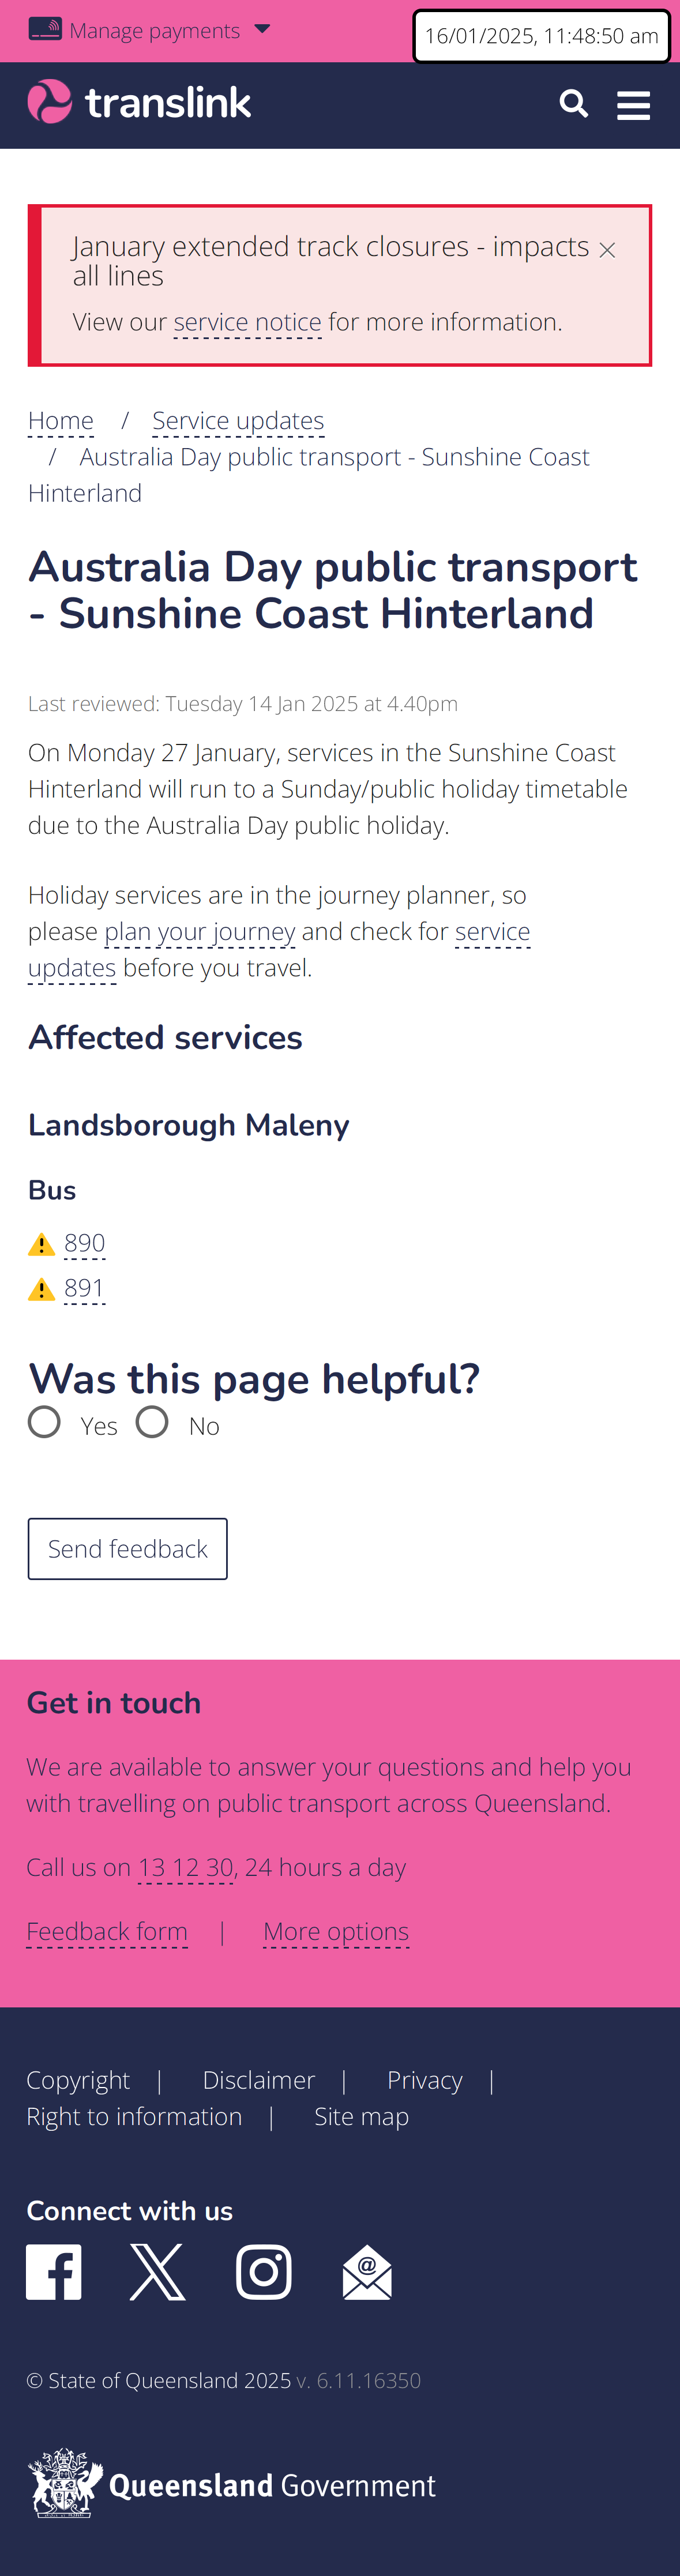 Manage payments
16/01/2025, 11:48:50 am
translink
January extended track closures - impacts
all lines
View our service notice for more information.
Home / Service updates
/ Australia Day public transport - Sunshine Coast
Hinterland
Australia Day public transport
- Sunshine Coast Hinterland
Last reviewed: Tuesday 14 Jan 2025 at 4.40pm
On Monday 27 January, services in the Sunshine Coast
Hinterland will run to a Sunday/public holiday timetable
due to the Australia Day public holiday.
Holiday services are in the journey planner, so
please plan your journey and check for service
updates before you travel.
Affected services
Landsborough Maleny
Bus
890
891
Was this page helpful?
Yes No
Send feedback
Get in touch
We are available to answer your questions and help you
with travelling on public transport across Queensland.
Call us on 13 12 30, 24 hours a day
Feedback form | More options
Copyright | Disclaimer | Privacy |
Right to information | Site map
Connect with us
© State of Queensland 2025 v. 6.11.16350
Queensland Government